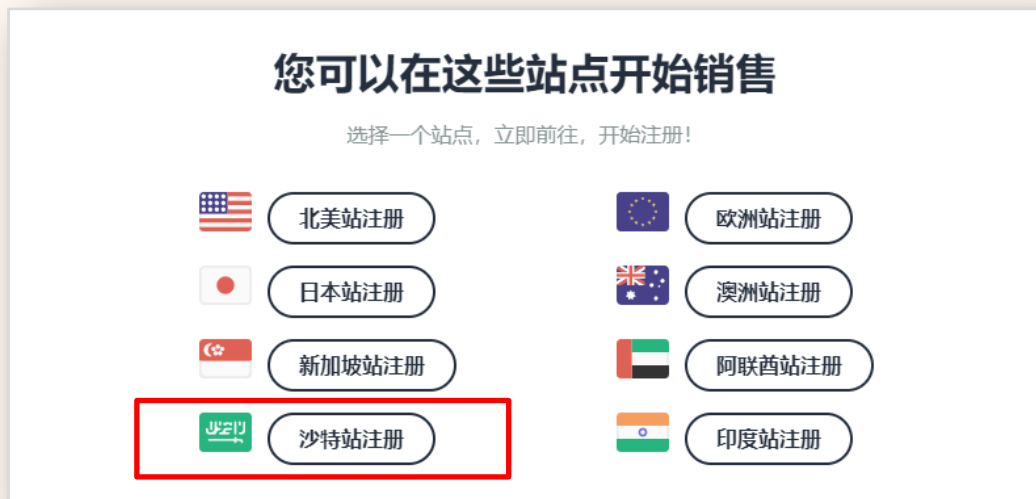 您可以在这些站点开始销售
选择一个站点，立即前往，开始注册！
北美站注册
欧洲站注册
日本站注册
澳洲站注册
新加坡站注册
阿联酋站注册
沙特站注册
印度站注册